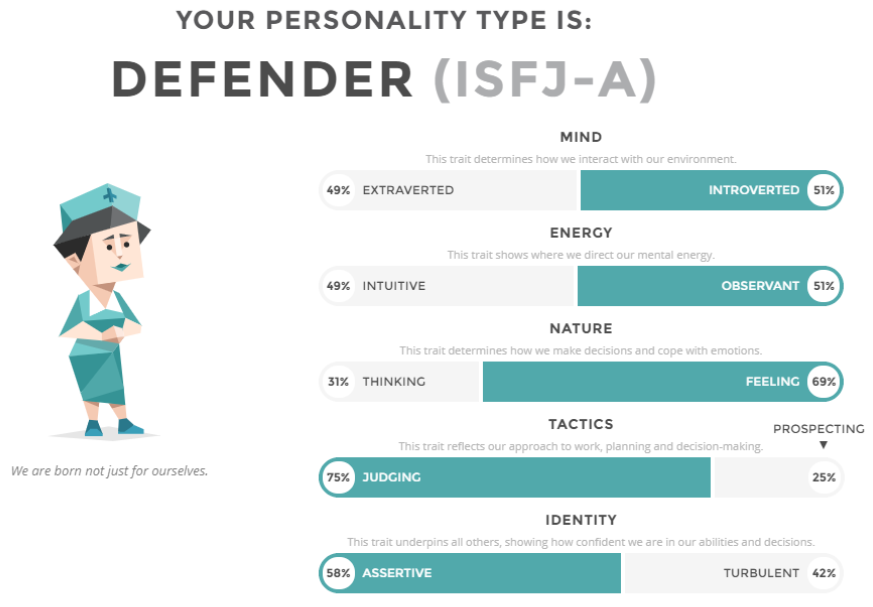 YOUR PERSONALITY TYPE IS:
DEFENDER (ISFJ-A)
MIND
This trait determines how we interact with our environment.
49% EXTRAVERTED INTROVERTED 51%
ENERGY
This trait shows where we direct our mental energy.
49% INTUITIVE OBSERVANT 51%
NATURE
This trait determines how we make decisions and cope with emotions.
31% THINKING FEELING 69%
TACTICS
This trait reflects our approach to work, planning and decision-making.
PROSPECTING
75% JUDGING 25%
IDENTITY
This trait underpins all others, showing how confident we are in our abilities and decisions.
58% ASSERTIVE TURBULENT 42%
We are born not just for ourselves.